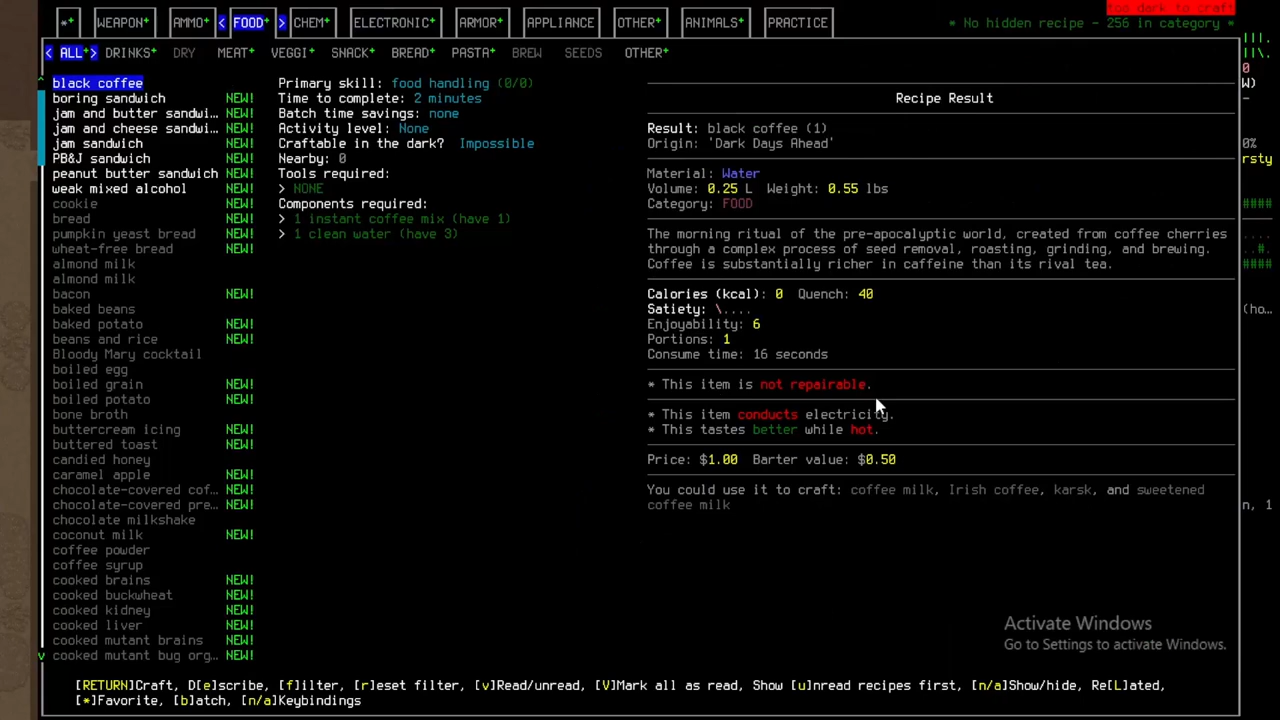 too dark to craft
* WEAPON* AMMO* < FOOD* > CHEM* ELECTRONIC* ARMOR* APPLIANCE OTHER* ANIMALS* PRACTICE
* No hidden recipe - 256 in category *
< ALL* > DRINKS* DRY MEAT* VEGGI* SNACK* BREAD* PASTA* BREW SEEDS OTHER*
black coffee
boring sandwich NEW!
jam and butter sandwi… NEW!
jam and cheese sandwi… NEW!
jam sandwich NEW!
PB&J sandwich NEW!
peanut butter sandwich NEW!
weak mixed alcohol NEW!
cookie
bread NEW!
pumpkin yeast bread NEW!
wheat-free bread NEW!
almond milk
almond milk
bacon NEW!
baked beans
baked potato NEW!
beans and rice NEW!
Bloody Mary cocktail
boiled egg
boiled grain NEW!
boiled potato NEW!
bone broth
buttercream icing NEW!
buttered toast NEW!
candied honey
caramel apple NEW!
chocolate-covered cof… NEW!
chocolate-covered pre… NEW!
chocolate milkshake
coconut milk NEW!
coffee powder
coffee syrup
cooked brains NEW!
cooked buckwheat NEW!
cooked kidney NEW!
cooked liver NEW!
cooked mutant brains NEW!
cooked mutant bug org… NEW!
Primary skill: food handling (0/0)
Time to complete: 2 minutes
Batch time savings: none
Activity level: None
Craftable in the dark? Impossible
Nearby: 0
Tools required:
> NONE
Components required:
> 1 instant coffee mix (have 1)
> 1 clean water (have 3)
Recipe Result
Result: black coffee (1)
Origin: 'Dark Days Ahead'
Material: Water
Volume: 0.25 L Weight: 0.55 lbs
Category: FOOD
The morning ritual of the pre-apocalyptic world, created from coffee cherries
through a complex process of seed removal, roasting, grinding, and brewing.
Coffee is substantially richer in caffeine than its rival tea.
Calories (kcal): 0 Quench: 40
Satiety: \....
Enjoyability: 6
Portions: 1
Consume time: 16 seconds
* This item is not repairable.
* This item conducts electricity.
* This tastes better while hot.
Price: $1.00 Barter value: $0.50
You could use it to craft: coffee milk, Irish coffee, karsk, and sweetened
coffee milk
Activate Windows
Go to Settings to activate Windows.
[RETURN]Craft, D[e]scribe, [f]ilter, [r]eset filter, [v]Read/unread, [V]Mark all as read, Show [u]nread recipes first, [n/a]Show/hide, Re[L]ated,
[*]Favorite, [b]atch, [n/a]Keybindings